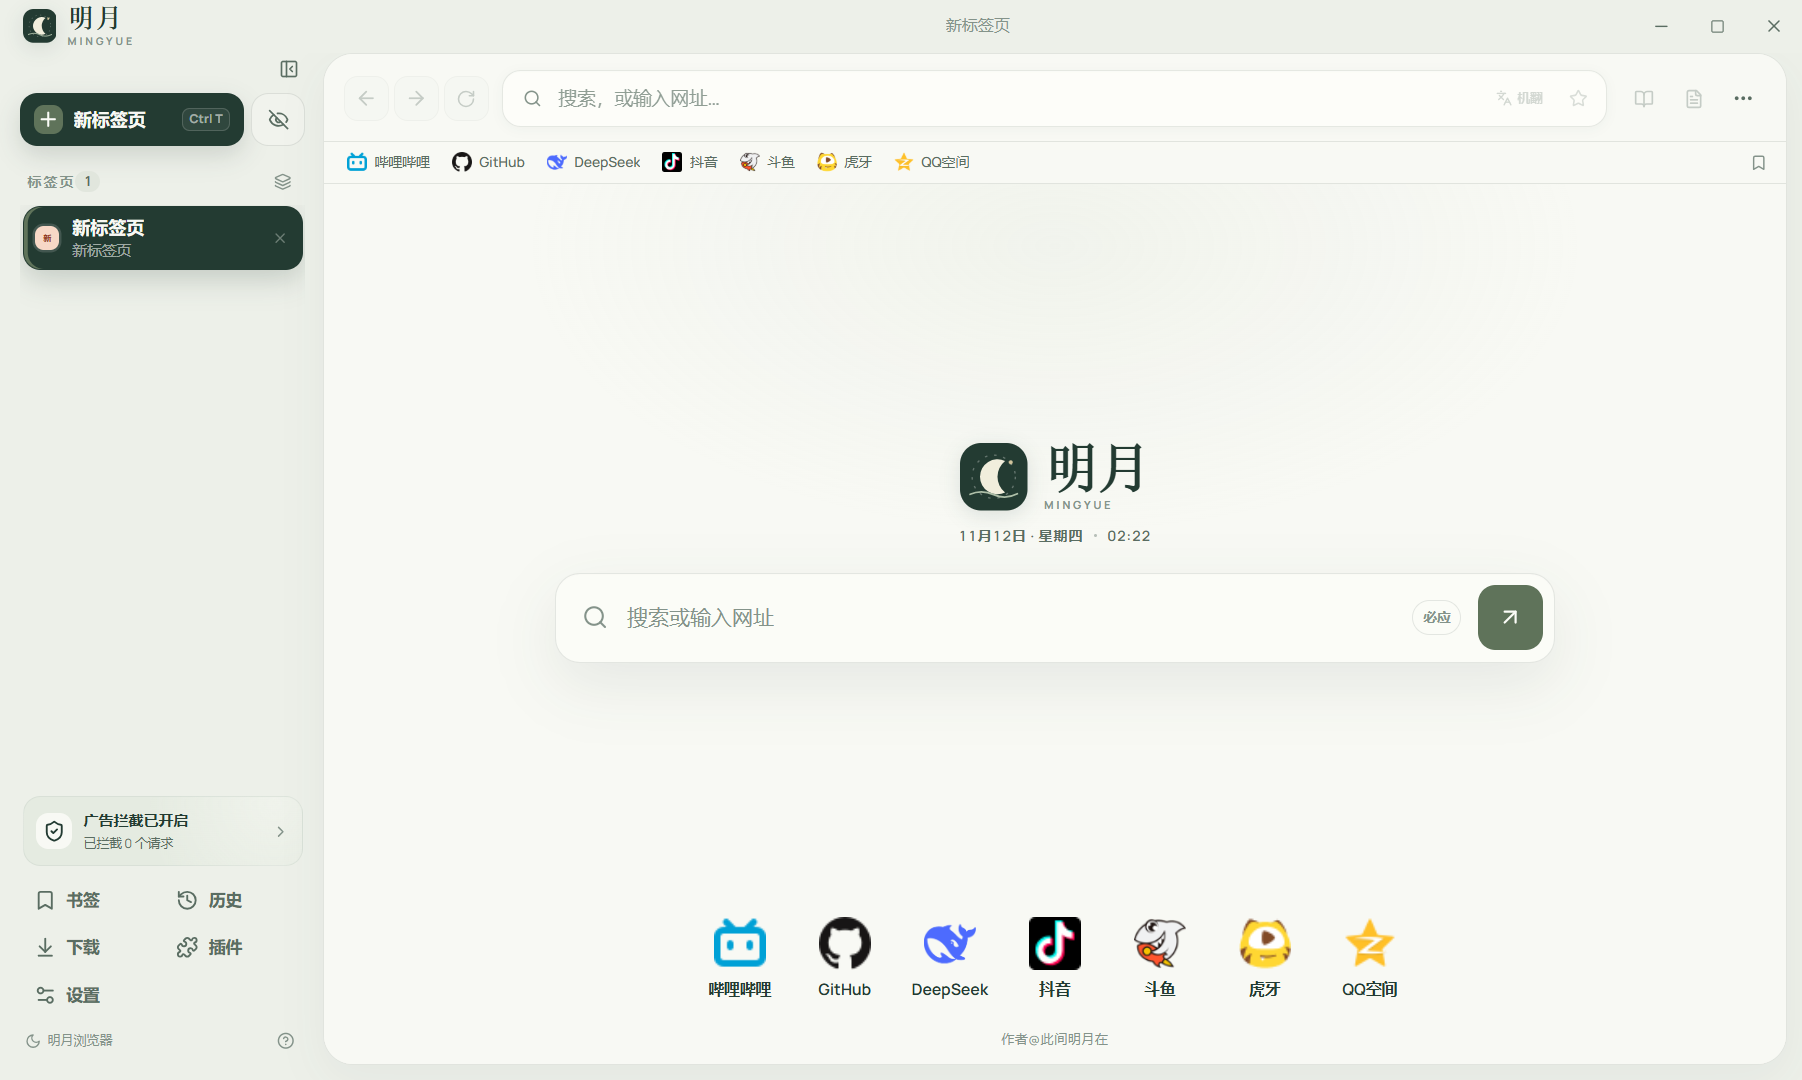 明月
MINGYUE
新标签页
新标签页 Ctrl T
搜索，或输入网址...
机翻
哔哩哔哩 GitHub DeepSeek 抖音 斗鱼 虎牙 QQ空间
标签页 1
新
新标签页
新标签页
明月
MINGYUE
11月12日 · 星期四 • 02:22
搜索或输入网址
必应
广告拦截已开启
已拦截 0 个请求
书签 历史
下载 插件
设置
明月浏览器
哔哩哔哩 GitHub DeepSeek 抖音 斗鱼 虎牙 QQ空间
作者@此间明月在